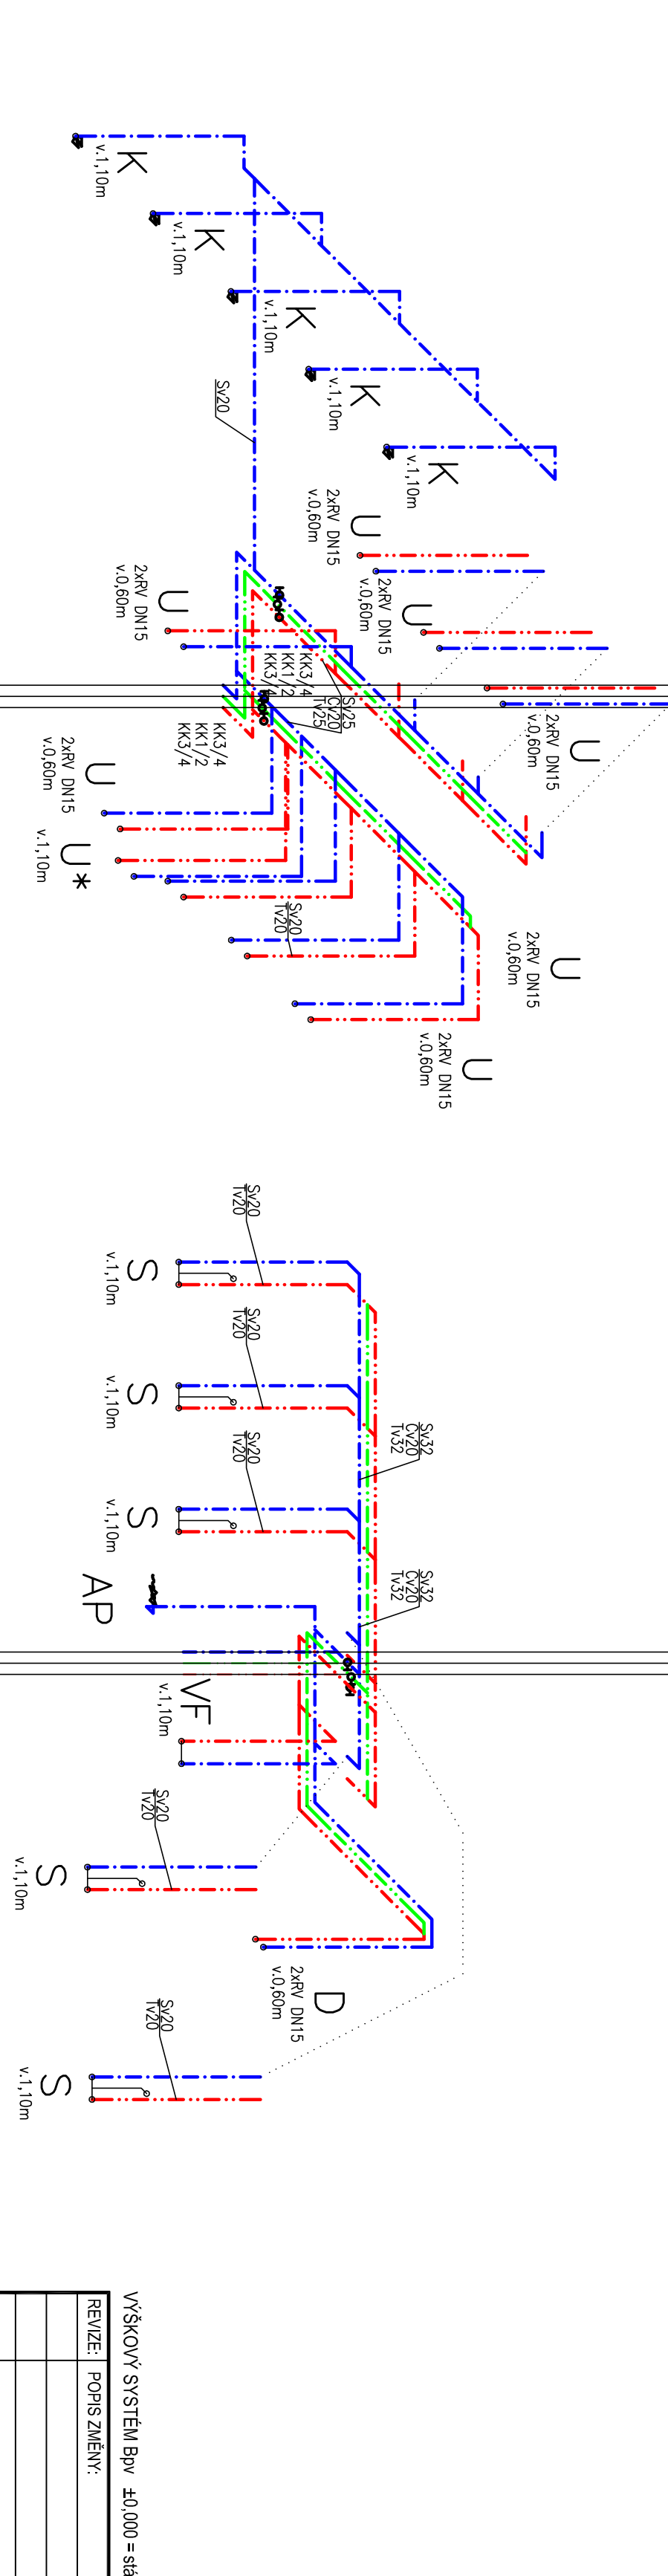 K
v.1,10m
K
v.1,10m
K
v.1,10m
K
v.1,10m
K
v.1,10m
Sv20
U
2xRV DN15
v.0,60m
U
2xRV DN15
v.0,60m
U
2xRV DN15
v.0,60m
U
2xRV DN15
v.0,60m
KK3/4
KK1/2
KK3/4
Sv25
Cv20
Tv25
KK3/4
KK1/2
KK3/4
U
2xRV DN15
v.0,60m
U*
v.1,10m
Sv20
Tv20
U
2xRV DN15
v.0,60m
U
2xRV DN15
v.0,60m
Sv20
Tv20
S
v.1,10m
Sv20
Tv20
S
v.1,10m
Sv20
Tv20
S
v.1,10m
Sv32
Cv20
Tv32
Sv32
Cv20
Tv32
AP
VF
v.1,10m
Sv20
Tv20
S
v.1,10m
D
2xRV DN15
v.0,60m
Sv20
Tv20
S
v.1,10m
VÝŠKOVÝ SYSTÉM Bpv ±0,000 =
REVIZE: POPIS ZMĚNY: